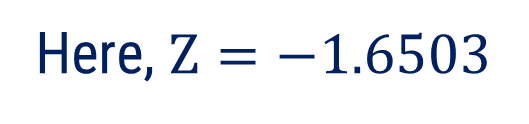 Here, Z = −1.6503